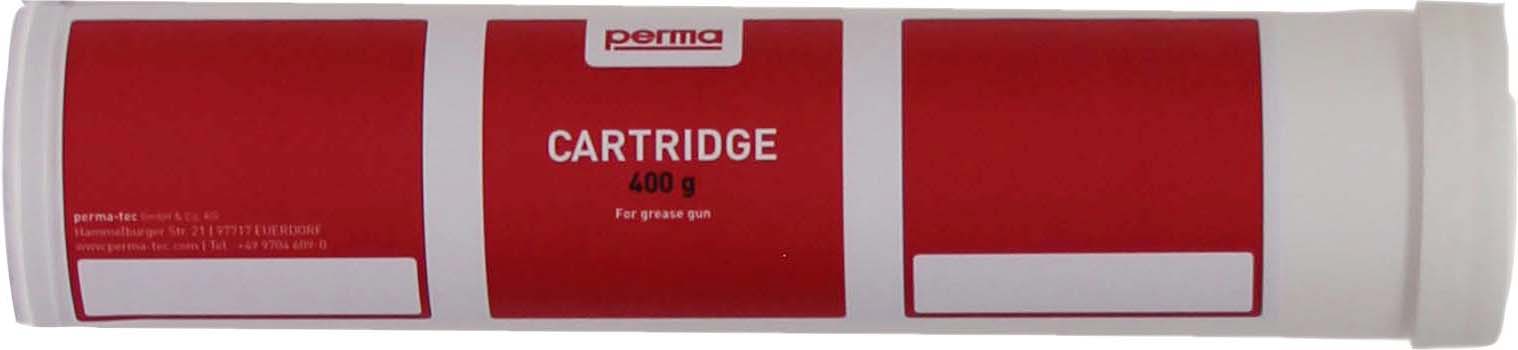 perma
CARTRIDGE
400 g
For grease gun
perma-tec GmbH & Co. KG
Hammelburger Str. 21 | 97717 EUERDORF
www.perma-tec.com | Tel. +49 9704 609-0